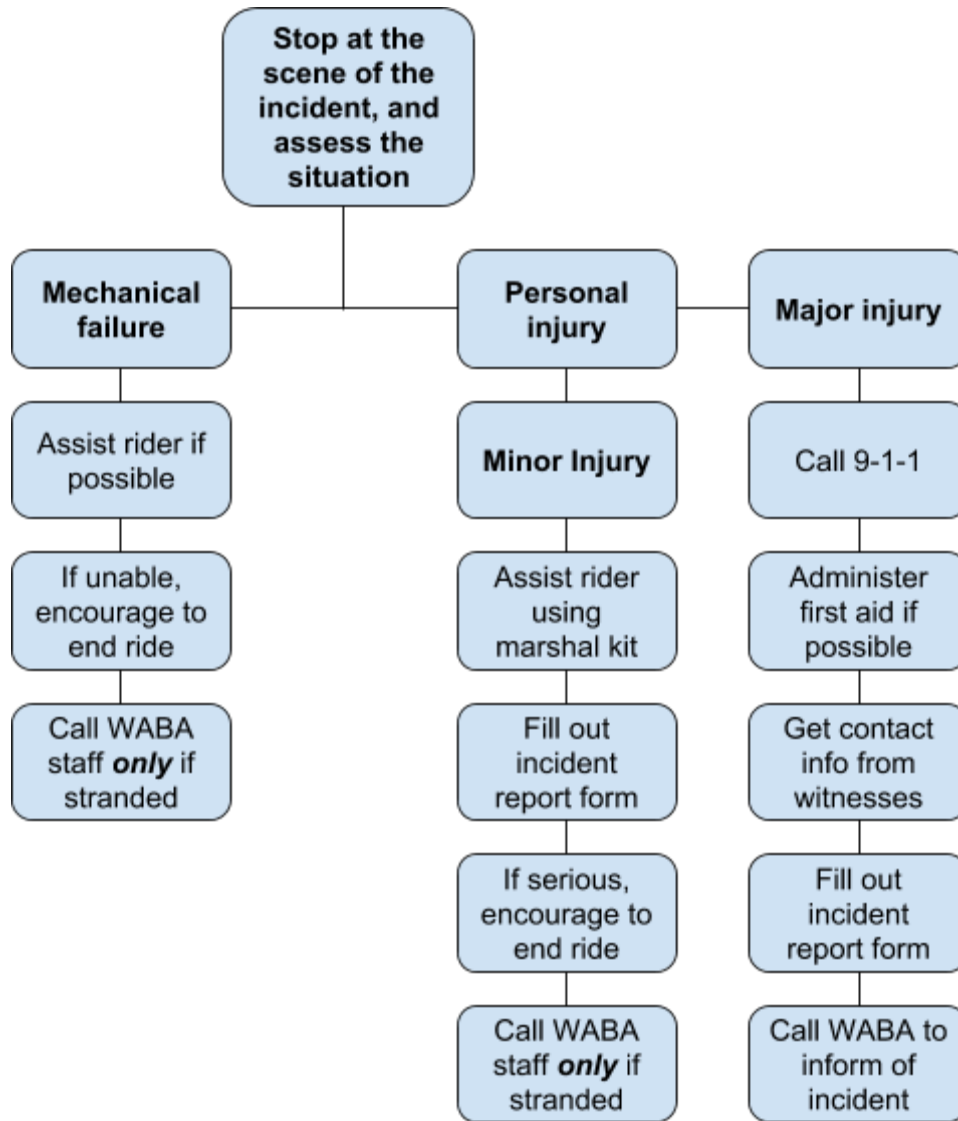 Stop at the
scene of the
incident, and
assess the
situation
Mechanical
failure
Assist rider if
possible
If unable,
encourage to
end ride
Call WABA
staff only if
stranded
Personal
injury
Minor Injury
Assist rider
using
marshal kit
Fill out
incident
report form
If serious,
encourage to
end ride
Call WABA
staff only if
stranded
Major injury
Call 9-1-1
Administer
first aid if
possible
Get contact
info from
witnesses
Fill out
incident
report form
Call WABA to
inform of
incident